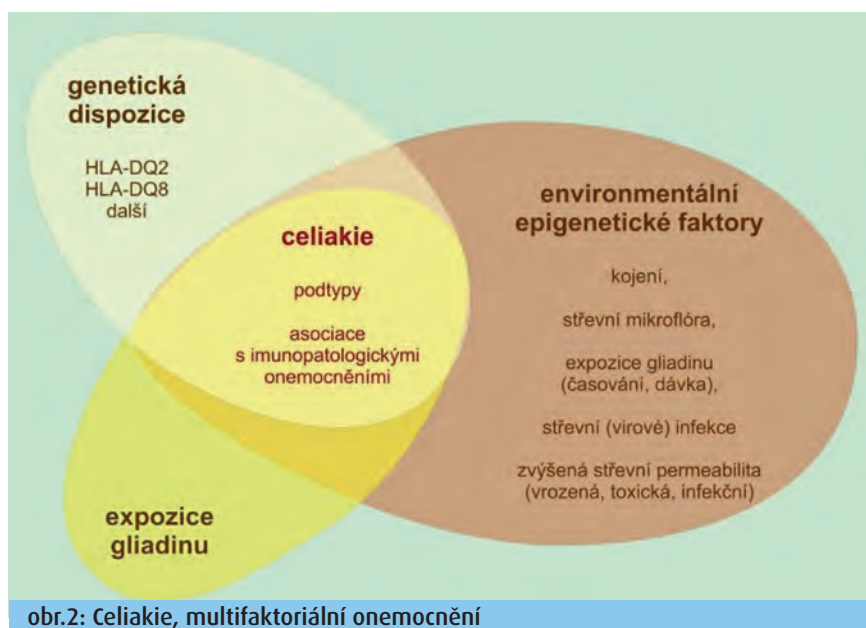 genetická
dispozice
HLA-DQ2
HLA-DQ8
další
celiakie
podtypy
asociace
s imunopatologickými
onemocněními
environmentální
epigenetické faktory
kojení,
střevní mikroflóra,
expozice gliadinu
(časování, dávka),
střevní (virové) infekce
zvýšená střevní permeabilita
(vrozená, toxická, infekční)
expozice
gliadinu
obr.2: Celiakie, multifaktoriální onemocnění